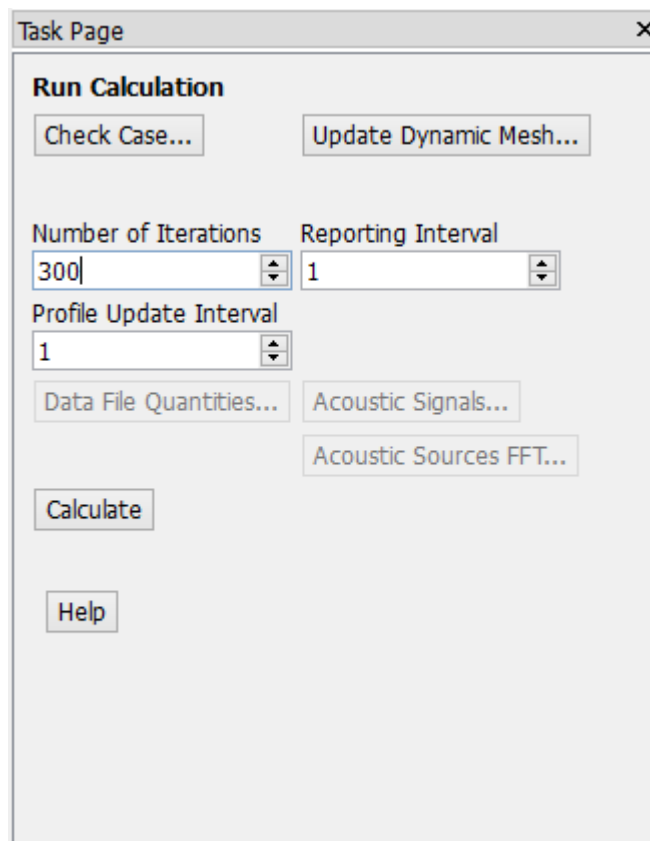 Task Page
Run Calculation
Check Case... Update Dynamic Mesh...
Number of Iterations Reporting Interval
300 1
Profile Update Interval
1
Data File Quantities... Acoustic Signals...
Acoustic Sources FFT...
Calculate
Help